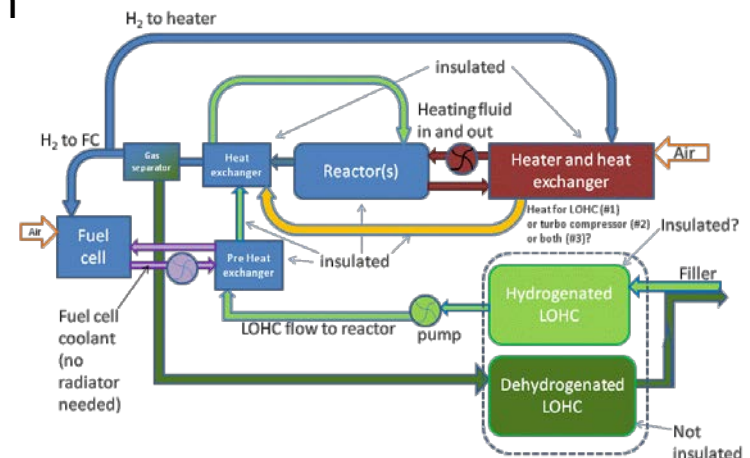 H2 to heater
insulated
Heating fluid
in and out
H2 to FC
Gas
separator
Heat
exchanger
Reactor(s)
Heater and heat
exchanger
Air
Heat for LOHC (#1)
or turbo compressor (#2)
or both (#3)?
Insulated?
Air
Fuel
cell
Pre Heat
exchanger
insulated
Filler
Hydrogenated
LOHC
Fuel cell
coolant
(no
radiator
needed)
LOHC flow to reactor
pump
Dehydrogenated
LOHC
Not
insulated